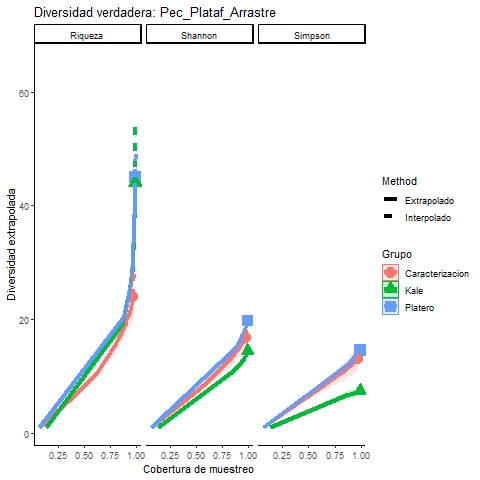 Diversidad verdadera: Pec_Plataf_Arrastre
Riqueza
Shannon
Simpson
Diversidad extrapolada
60
40
20
0
0.25 0.50 0.75 1.00
0.25 0.50 0.75 1.00
0.25 0.50 0.75 1.00
Cobertura de muestreo
Method
Extrapolado
Interpolado
Grupo
Caracterizacion
Kale
Platero